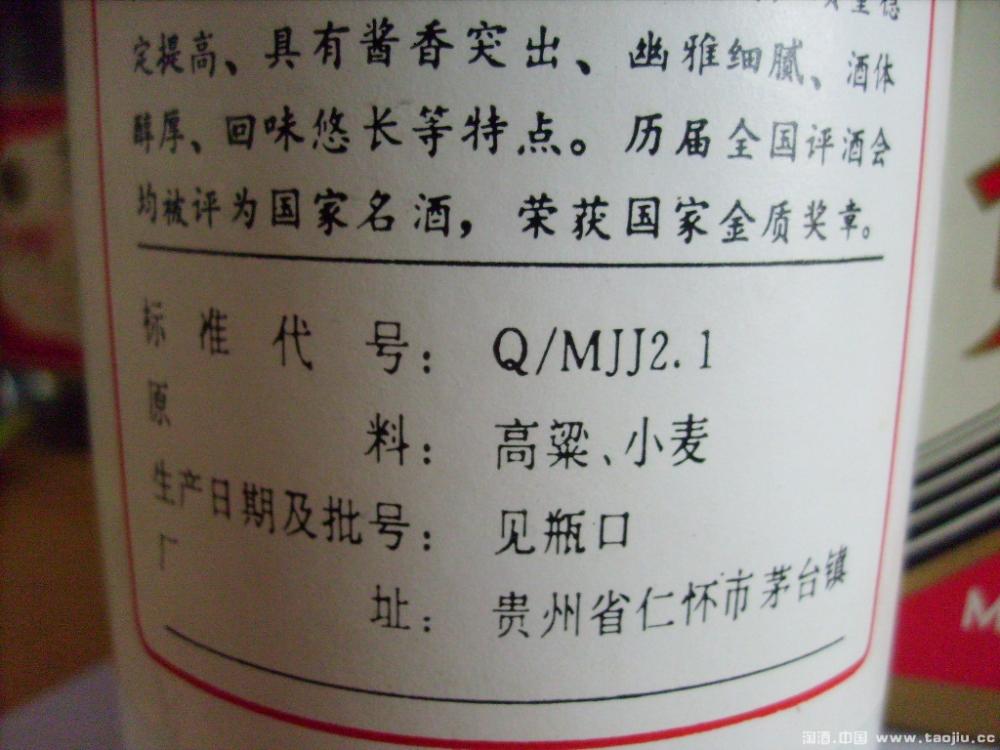 定提高、具有酱香突出、幽雅细腻、酒体
醇厚、回味悠长等特点。历届全国评酒会
均被评为国家名酒，荣获国家金质奖章。
标准代号：Q/MJJ2.1
原料：高粱、小麦
生产日期及批号：见瓶口
厂址：贵州省仁怀市茅台镇
M
淘酒.中国 www.taojiu.cc